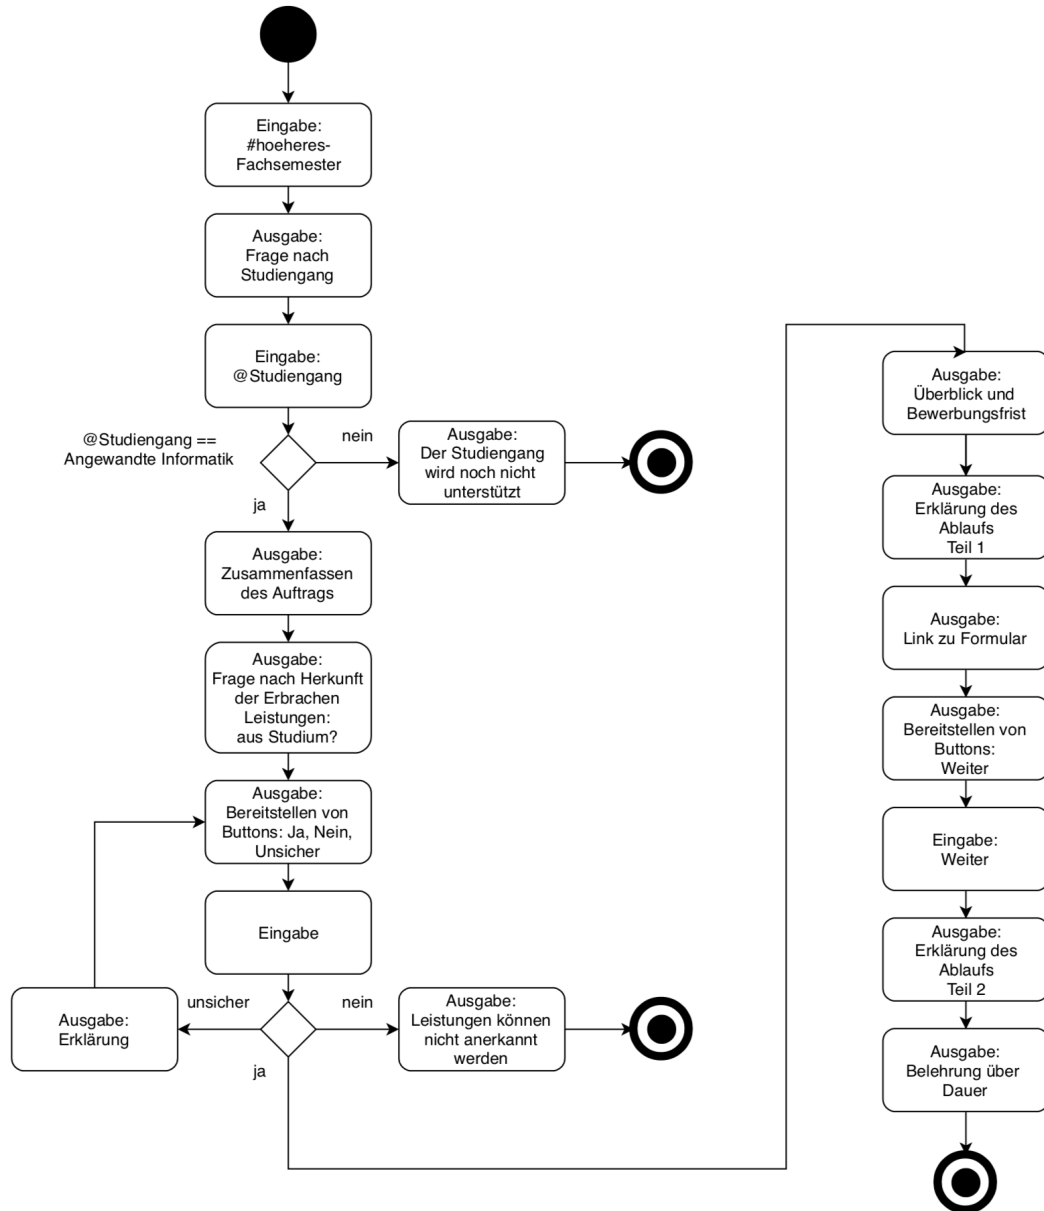 Eingabe:
#hoeheres-
Fachsemester
Ausgabe:
Frage nach
Studiengang
Eingabe:
@Studiengang
@Studiengang ==
Angewandte Informatik
nein
Ausgabe:
Der Studiengang
wird noch nicht
unterstützt
ja
Ausgabe:
Zusammenfassen
des Auftrags
Ausgabe:
Frage nach Herkunft
der Erbrachen
Leistungen:
aus Studium?
Ausgabe:
Bereitstellen von
Buttons: Ja, Nein,
Unsicher
Eingabe
unsicher
nein
Ausgabe:
Erklärung
Ausgabe:
Leistungen können
nicht anerkannt
werden
ja
Ausgabe:
Überblick und
Bewerbungsfrist
Ausgabe:
Erklärung des
Ablaufs
Teil 1
Ausgabe:
Link zu Formular
Ausgabe:
Bereitstellen von
Buttons:
Weiter
Eingabe:
Weiter
Ausgabe:
Erklärung des
Ablaufs
Teil 2
Ausgabe:
Belehrung über
Dauer